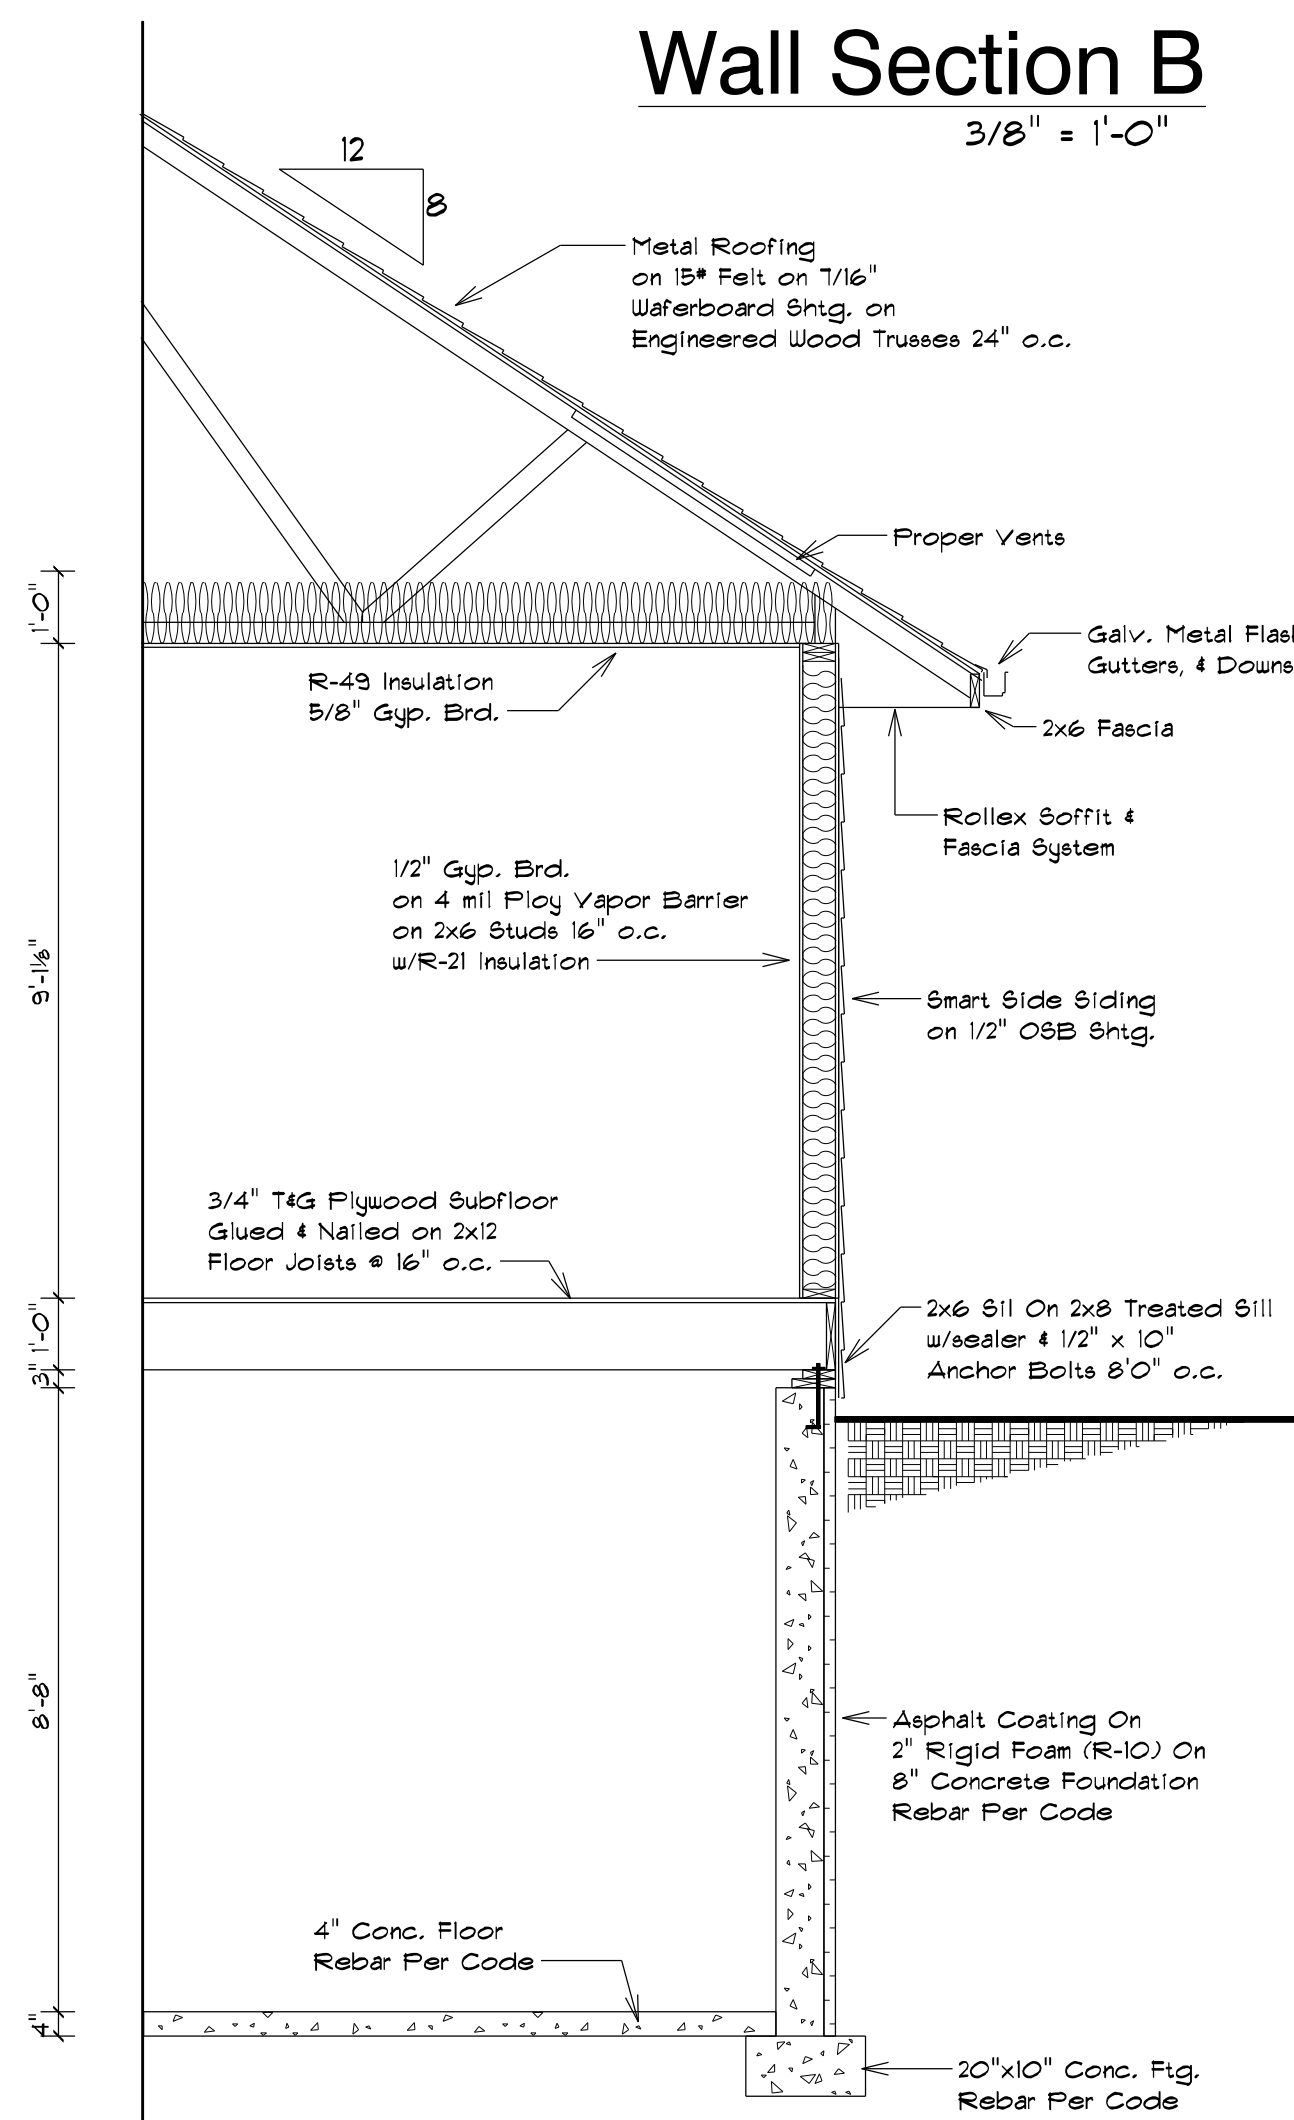 Wall Section B
3/8" = 1'-0"
12
8
Metal Roofing
on 15# Felt on 7/16"
Waferboard Shtg. on
Engineered Wood Trusses 24" o.c.
Proper Vents
1'-0"
Galv. Metal
Gutters, &
R-49 Insulation
5/8" Gyp. Brd.
2x6 Fascia
Rollex Soffit &
Fascia System
1/2" Gyp. Brd.
on 4 mil Ploy Vapor Barrier
on 2x6 Studs 16" o.c.
w/R-21 Insulation
9'-1⅛"
Smart Side Siding
on 1/2" OSB Shtg.
3/4" T&G Plywood Subfloor
Glued & Nailed on 2x12
Floor Joists @ 16" o.c.
1'-0"
3"
2x6 Sil On 2x8 Treated Sill
w/sealer & 1/2" x 10"
Anchor Bolts 8'0" o.c.
8'-8"
Asphalt Coating On
2" Rigid Foam (R-10) On
8" Concrete Foundation
Rebar Per Code
4" Conc. Floor
Rebar Per Code
4"
20"x10" Conc. Ftg.
Rebar Per Code